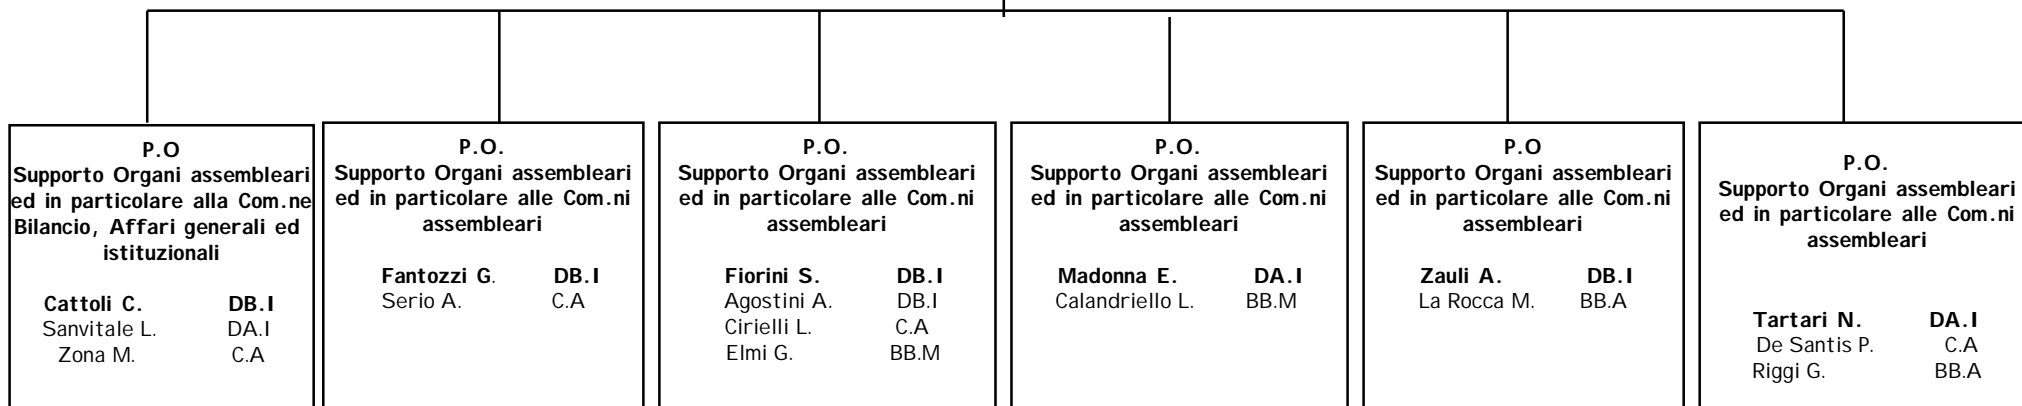 P.O
Supporto Organi assembleari
ed in particolare alla Com.ne
Bilancio, Affari generali ed
istituzionali
Cattoli C. DB.I
Sanvitale L. DA.I
Zona M. C.A
P.O.
Supporto Organi assembleari
ed in particolare alle Com.ni
assembleari
Fantozzi G. DB.I
Serio A. C.A
P.O.
Supporto Organi assembleari
ed in particolare alle Com.ni
assembleari
Fiorini S. DB.I
Agostini A. DB.I
Cirielli L. C.A
Elmi G. BB.M
P.O.
Supporto Organi assembleari
ed in particolare alle Com.ni
assembleari
Madonna E. DA.I
Calandriello L. BB.M
P.O
Supporto Organi assembleari
ed in particolare alle Com.ni
assembleari
Zauli A. DB.I
La Rocca M. BB.A
P.O.
Supporto Organi assembleari
ed in particolare alle Com.ni
assembleari
Tartari N. DA.I
De Santis P. C.A
Riggi G. BB.A